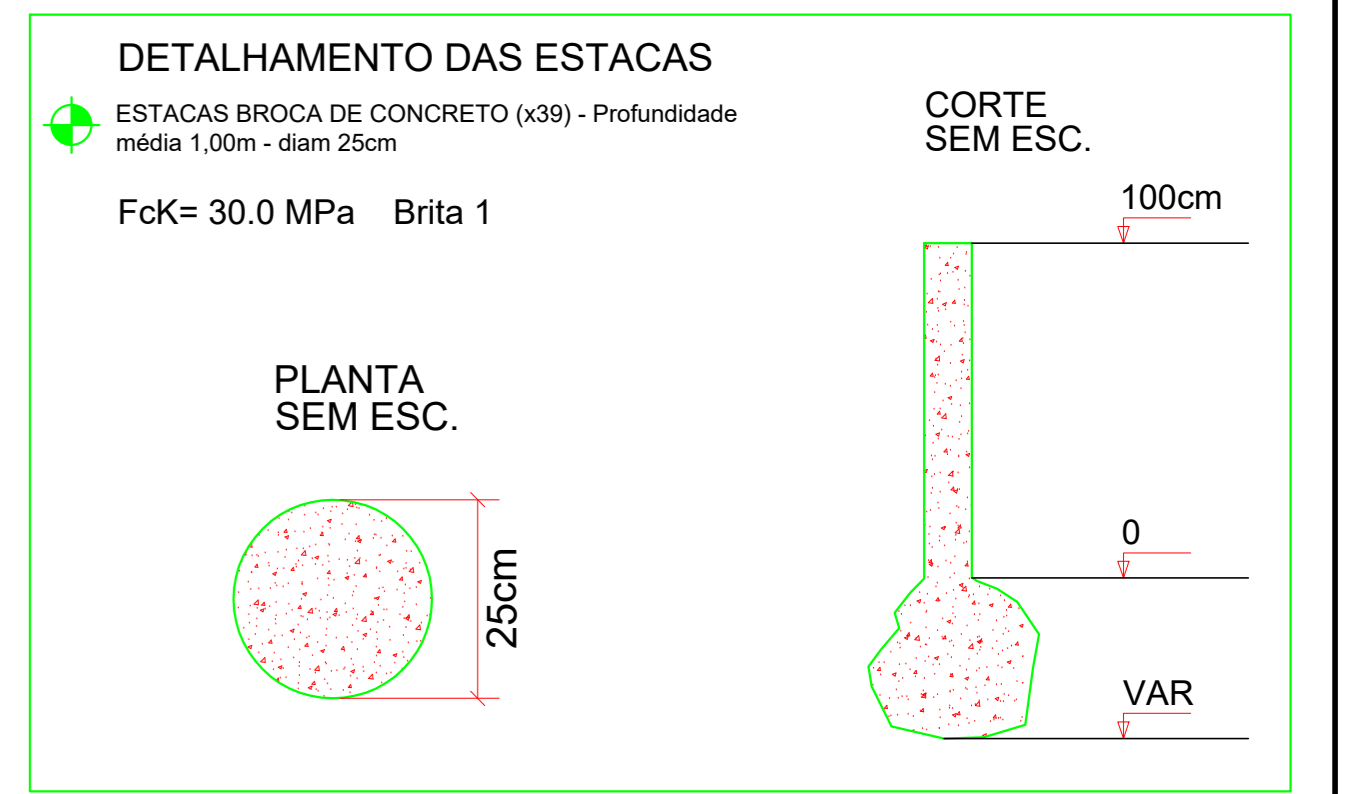 DETALHAMENTO DAS ESTACAS
ESTACAS BROCA DE CONCRETO (x39) - Profundidade
média 1,00m - diam 25cm
FcK= 30.0 MPa Brita 1
PLANTA
SEM ESC.
25cm
CORTE
SEM ESC.
100cm
0
VAR